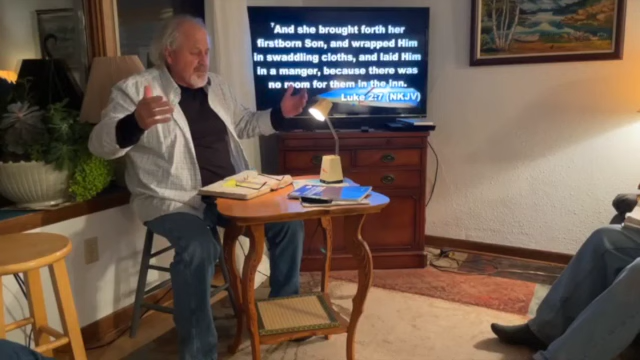 ⁷And she brought forth her
firstborn Son, and wrapped Him
in swaddling cloths, and laid Him
in a manger, because there was
no room for them in the inn.
Luke 2:7 (NKJV)